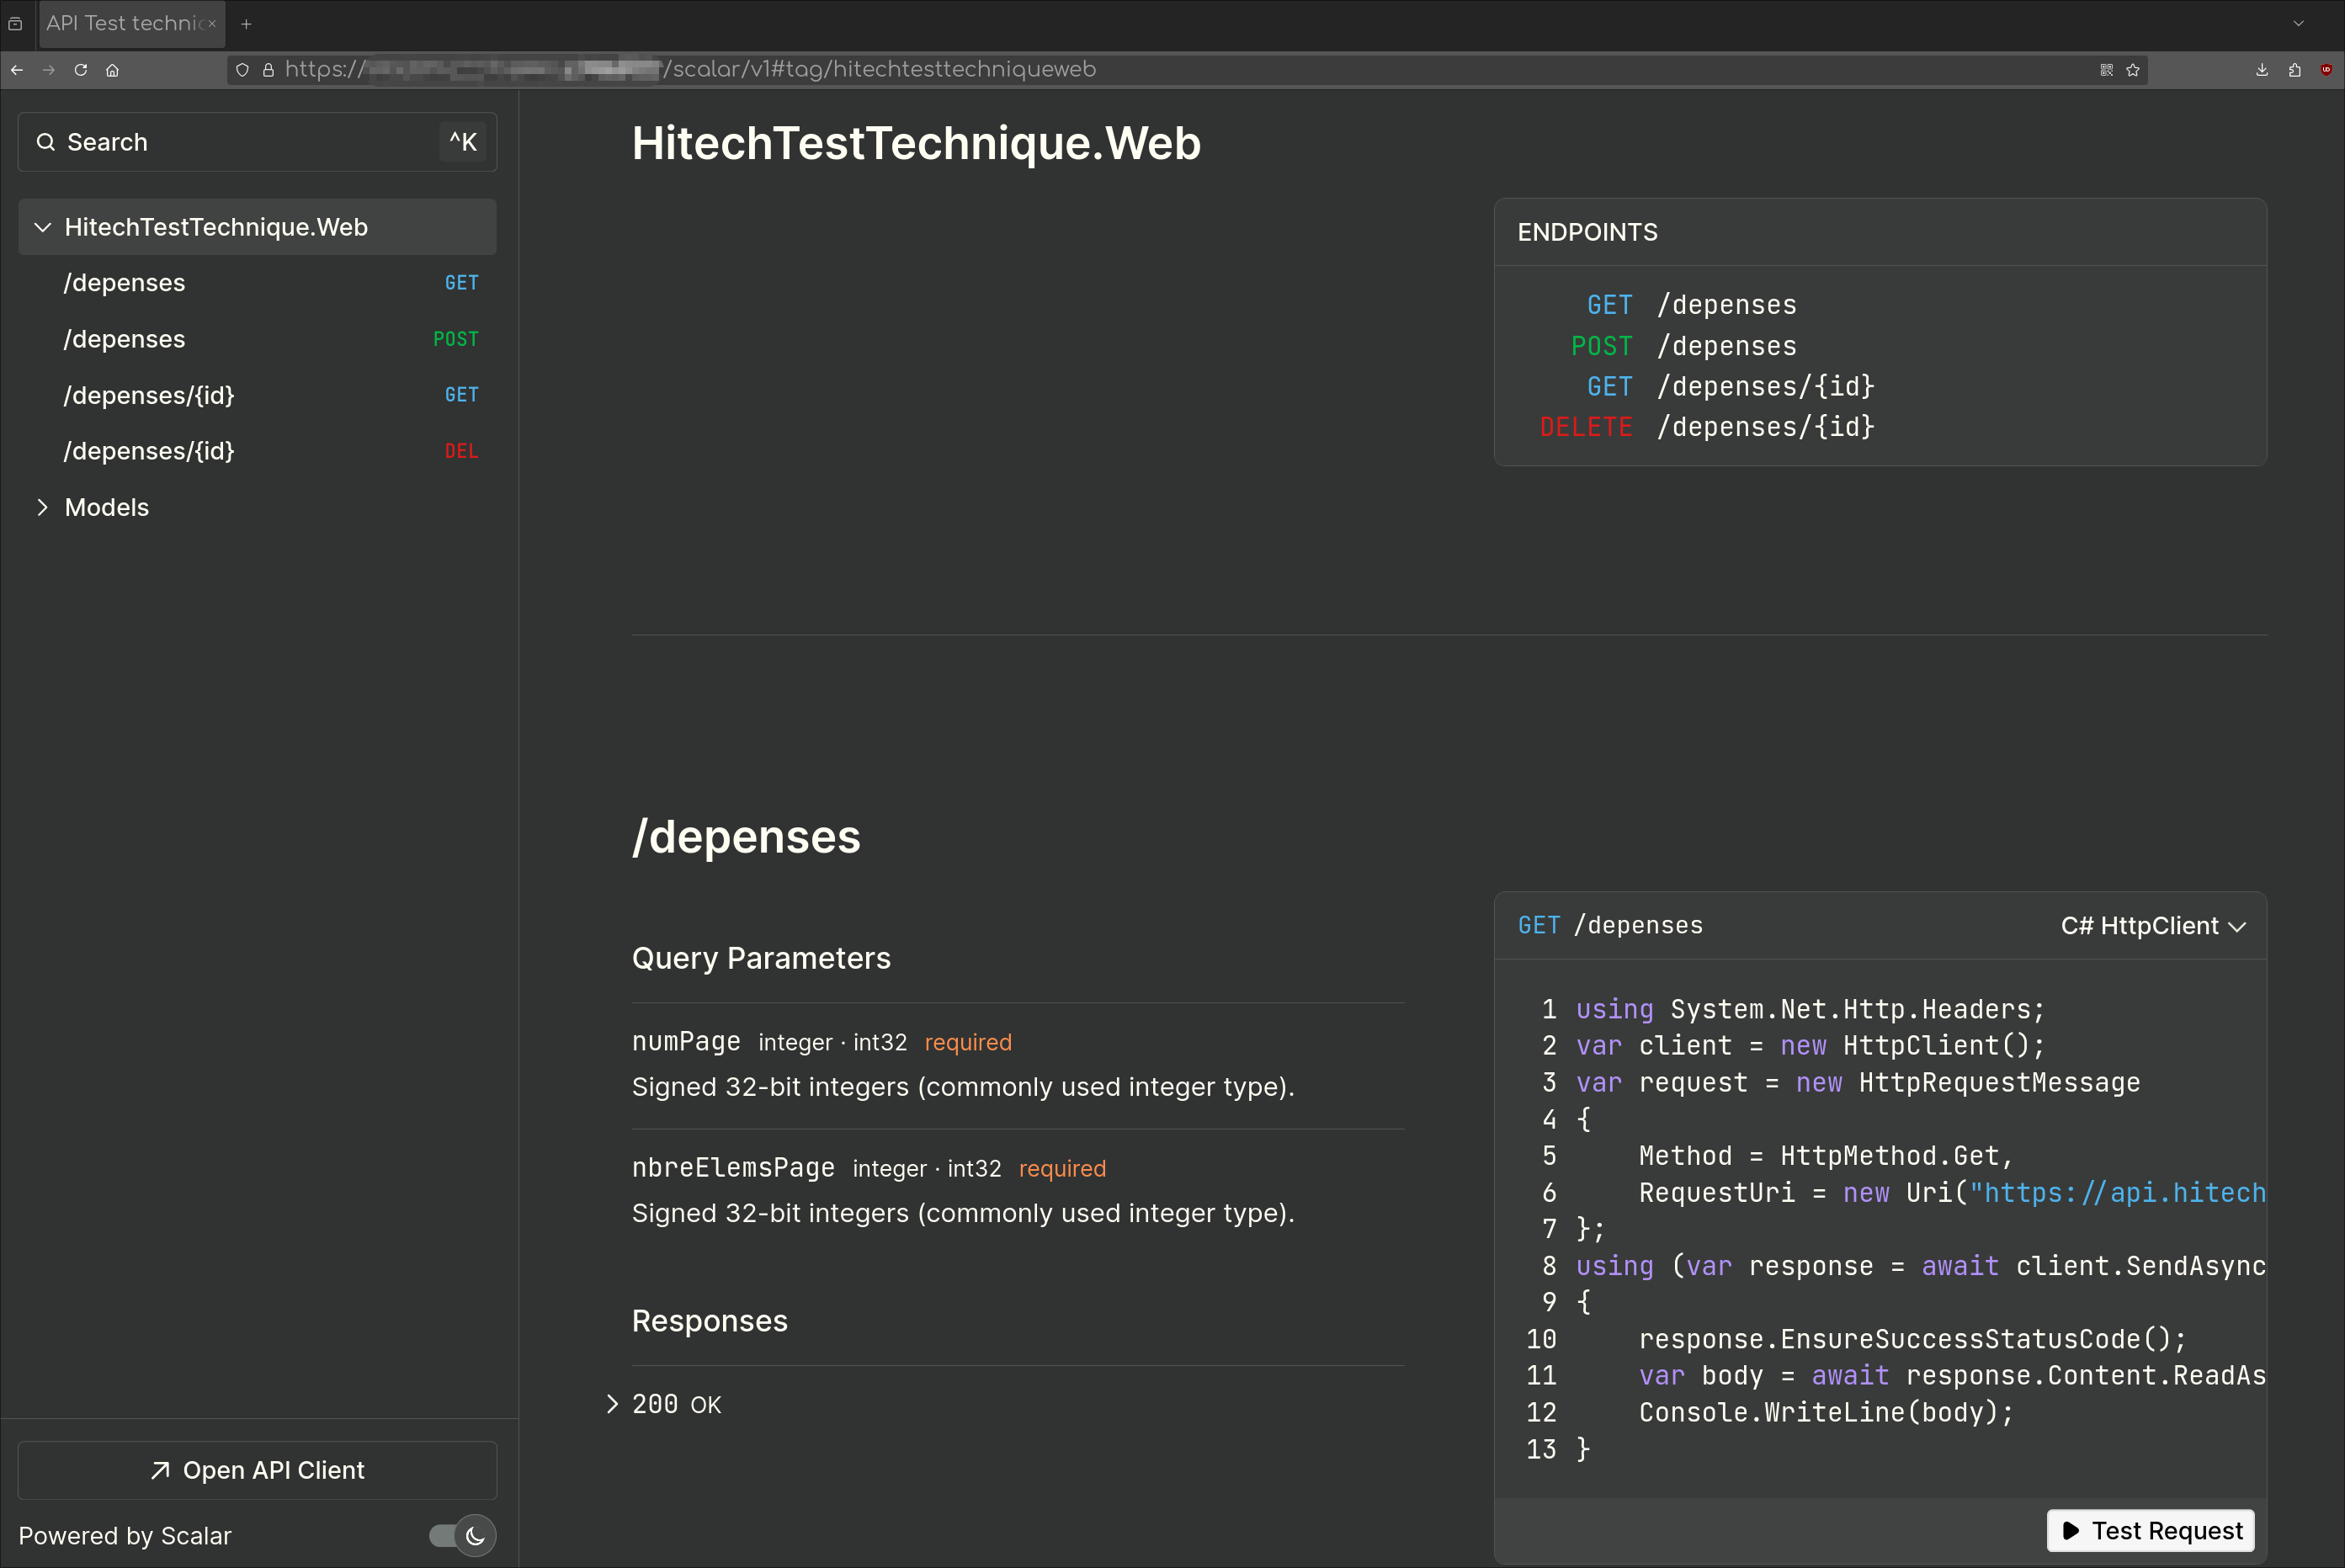 API Test technic
https://
/scalar/v1#tag/hitechtesttechniqueweb
Search
^K
HitechTestTechnique.Web
/depenses GET
/depenses POST
/depenses/{id} GET
/depenses/{id} DEL
Models
Open API Client
Powered by Scalar
HitechTestTechnique.Web
ENDPOINTS
GET /depenses
POST /depenses
GET /depenses/{id}
DELETE /depenses/{id}
/depenses
Query Parameters
numPage integer · int32 required
Signed 32-bit integers (commonly used integer type).
nbreElemsPage integer · int32 required
Signed 32-bit integers (commonly used integer type).
Responses
200 OK
GET /depenses
C# HttpClient
1 using System.Net.Http.Headers;
2 var client = new HttpClient();
3 var request = new HttpRequestMessage
4 {
5 Method = HttpMethod.Get,
6 RequestUri = new Uri("https://api.hitech
7 };
8 using (var response = await client.SendAsync
9 {
10 response.EnsureSuccessStatusCode();
11 var body = await response.Content.ReadAs
12 Console.WriteLine(body);
13 }
Test Request